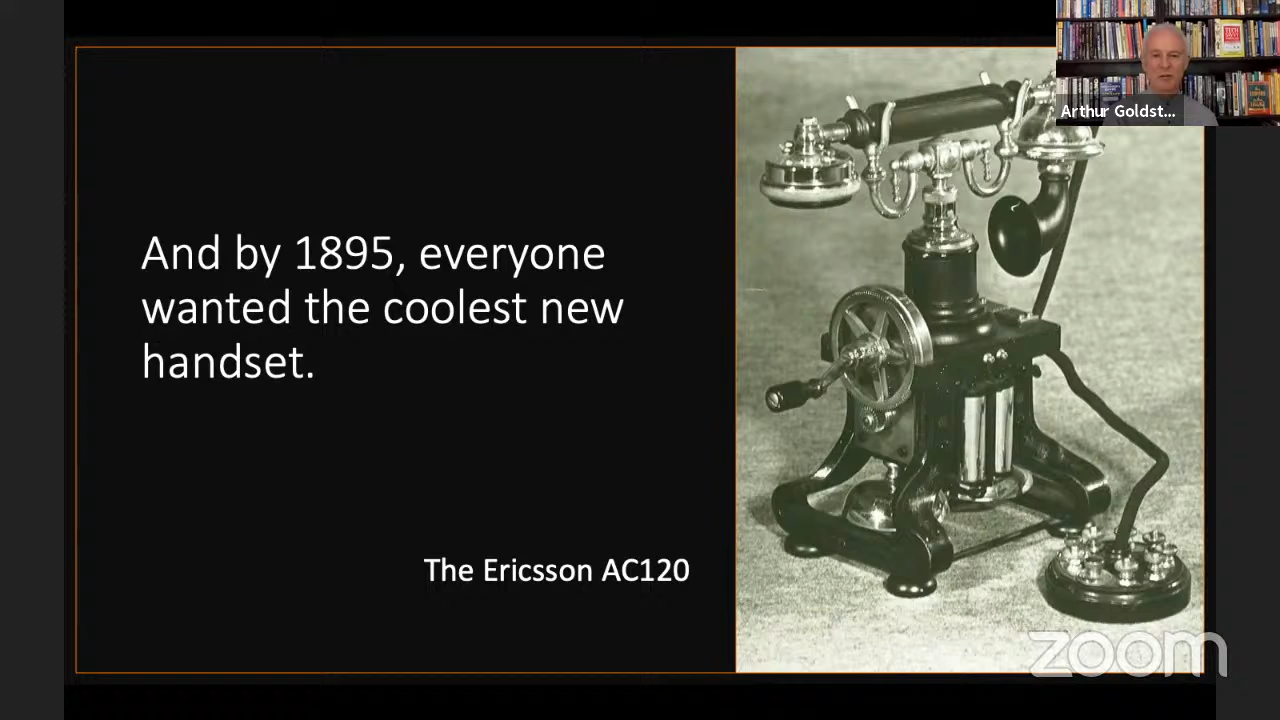 And by 1895, everyone
wanted the coolest new
handset.
The Ericsson AC120
Arthur Goldst...
zoom